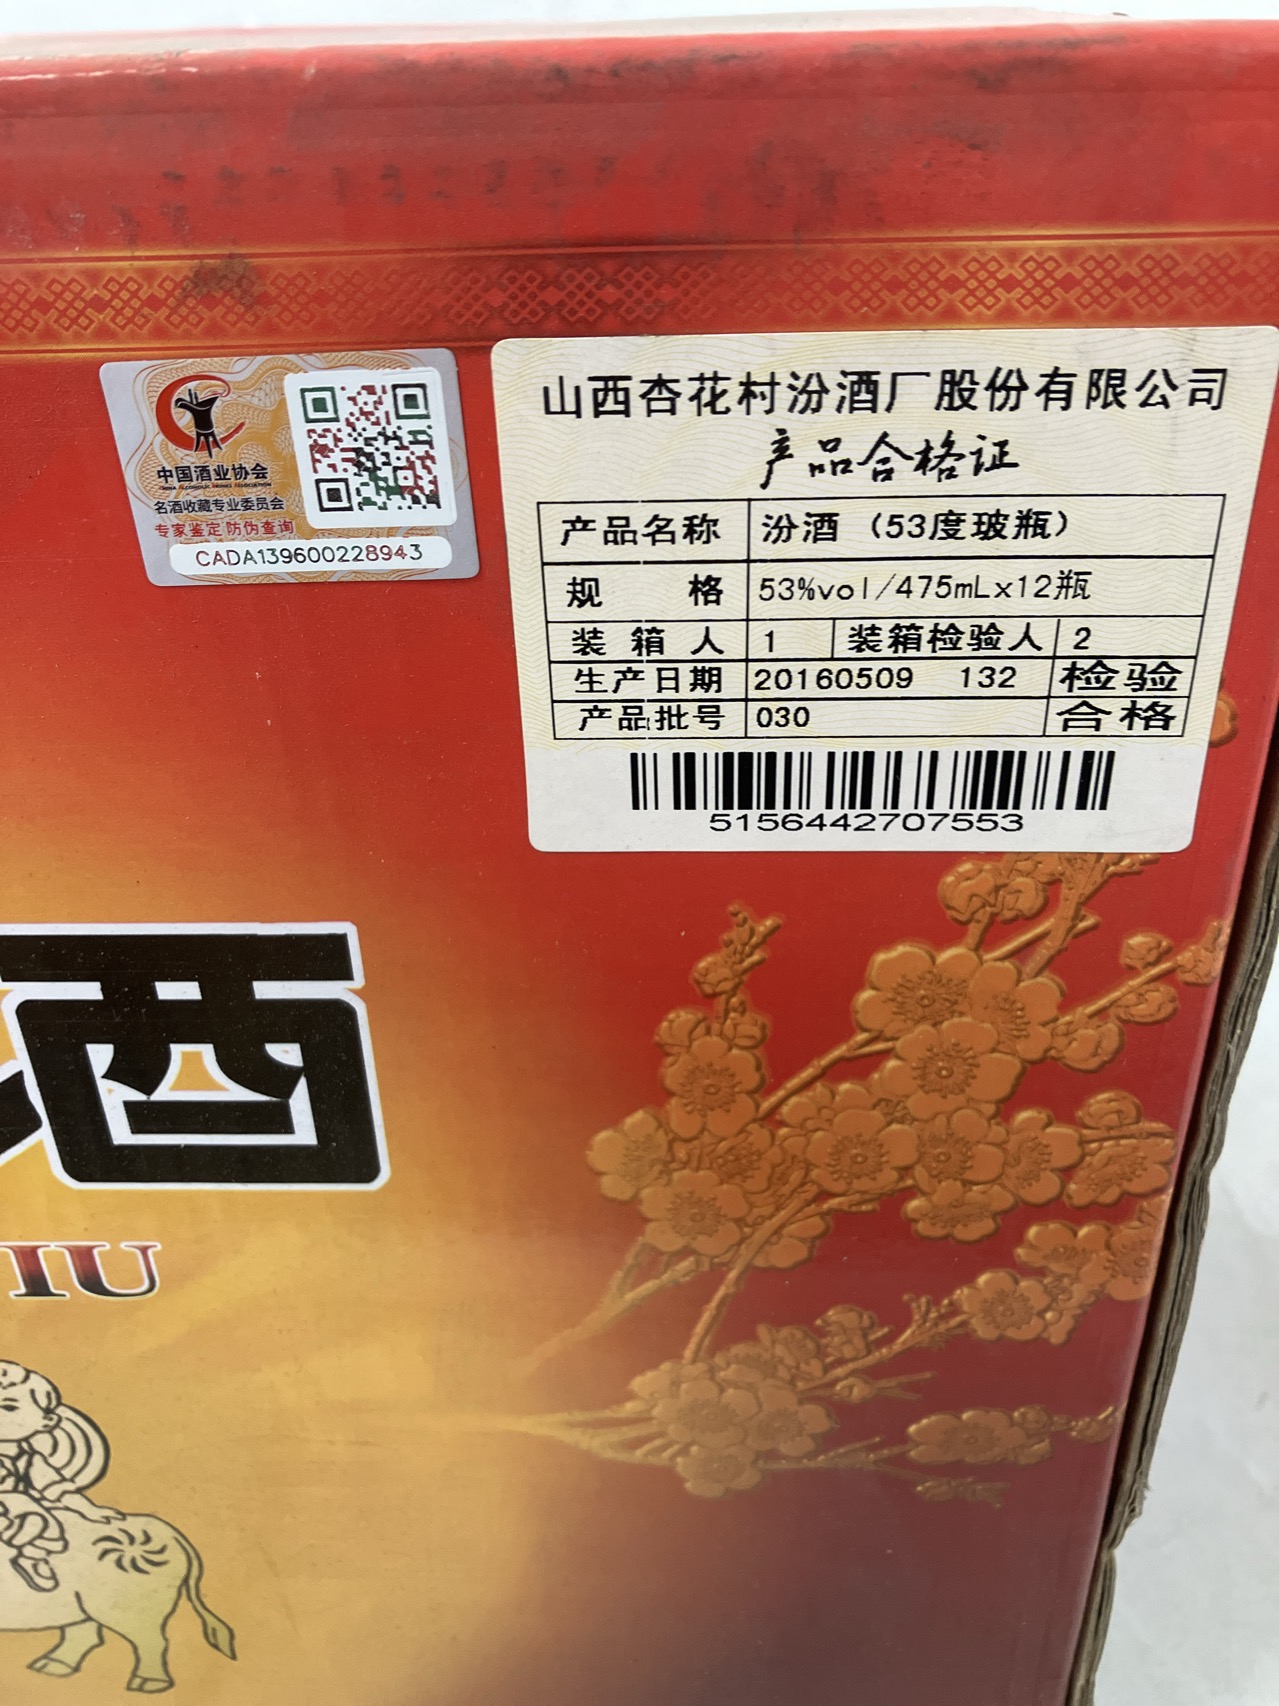 中国酒业协会
CHINA ALCOHOLIC DRINKS ASSOCIATION
名酒收藏专业委员会
专家鉴定 防伪查询
CADA139600228943
山西杏花村汾酒厂股份有限公司
产品合格证
产品名称 汾酒（53度玻瓶）
规 格 53%vol/475mLx12瓶
装 箱 人 1 装箱检验人 2
生产日期 20160509 132 检验
产品批号 030 合格
5156442707553
酒
IU